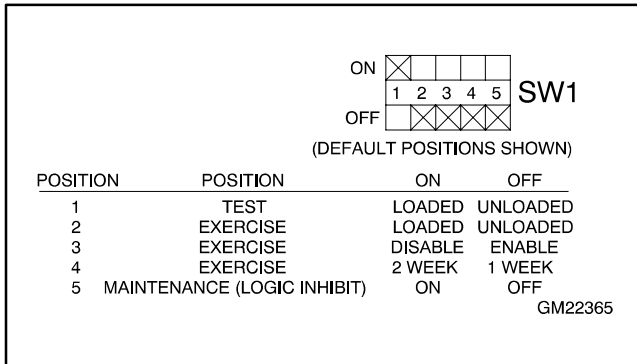 ON
1 2 3 4 5 SW1
OFF
(DEFAULT POSITIONS SHOWN)
POSITION POSITION ON OFF
1 TEST LOADED UNLOADED
2 EXERCISE LOADED UNLOADED
3 EXERCISE DISABLE ENABLE
4 EXERCISE 2 WEEK 1 WEEK
5 MAINTENANCE (LOGIC INHIBIT) ON OFF
GM22365